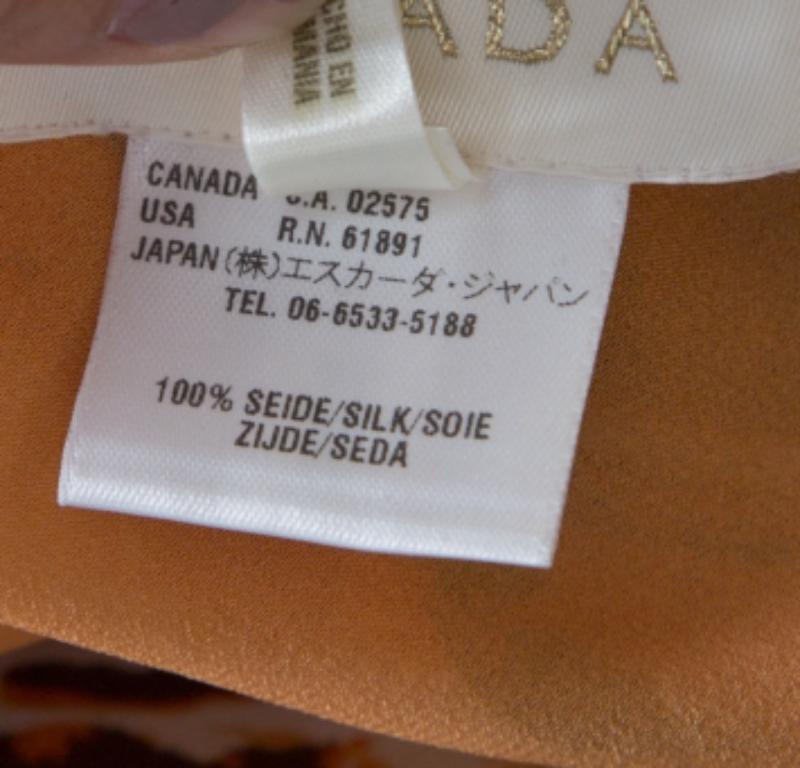 ADA
CHO EN
MANIA
CANADA .A. 02575
USA R.N. 61891
JAPAN(株)エスカーダ・ジャパン
TEL. 06-6533-5188
100% SEIDE/SILK/SOIE
ZIJDE/SEDA